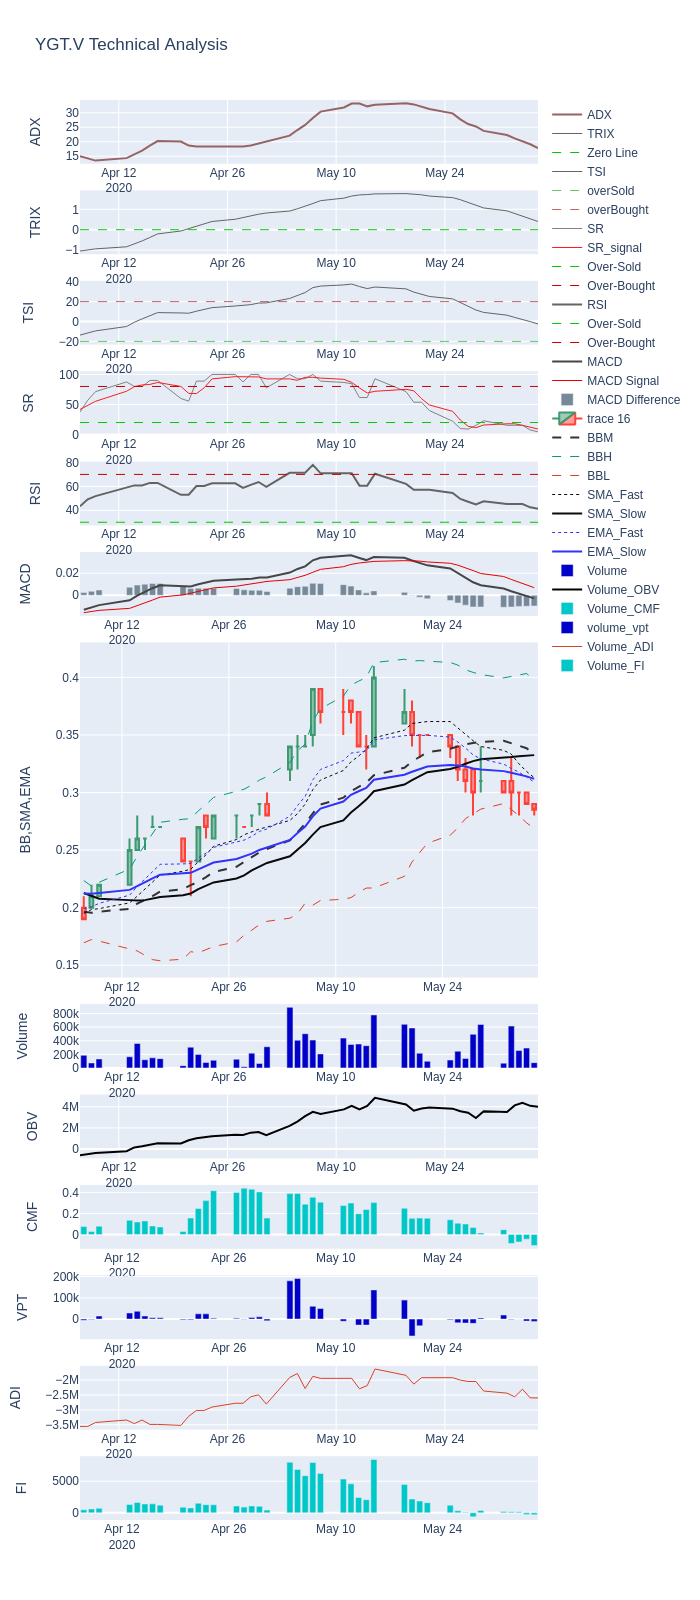 YGT.V Technical Analysis
ADX
30
25
20
15
Apr 12
2020
Apr 26
May 10
May 24
TRIX
1
0
−1
Apr 12
2020
Apr 26
May 10
May 24
TSI
40
20
0
−20
Apr 12
2020
Apr 26
May 10
May 24
SR
100
50
0
Apr 12
2020
Apr 26
May 10
May 24
RSI
80
60
40
Apr 12
2020
Apr 26
May 10
May 24
MACD
0.02
0
Apr 12
2020
Apr 26
May 10
May 24
BB,SMA,EMA
0.4
0.35
0.3
0.25
0.2
0.15
Apr 12
2020
Apr 26
May 10
May 24
Volume
800k
600k
400k
200k
0
Apr 12
2020
Apr 26
May 10
May 24
OBV
4M
2M
0
Apr 12
2020
Apr 26
May 10
May 24
CMF
0.4
0.2
0
Apr 12
2020
Apr 26
May 10
May 24
VPT
200k
100k
0
Apr 12
2020
Apr 26
May 10
May 24
ADI
−2M
−2.5M
−3M
−3.5M
Apr 12
2020
Apr 26
May 10
May 24
FI
5000
0
Apr 12
2020
Apr 26
May 10
May 24
ADX
TRIX
Zero Line
TSI
overSold
overBought
SR
SR_signal
Over-Sold
Over-Bought
RSI
Over-Sold
Over-Bought
MACD
MACD Signal
MACD Difference
trace 16
BBM
BBH
BBL
SMA_Fast
SMA_Slow
EMA_Fast
EMA_Slow
Volume
Volume_OBV
Volume_CMF
volume_vpt
Volume_ADI
Volume_FI